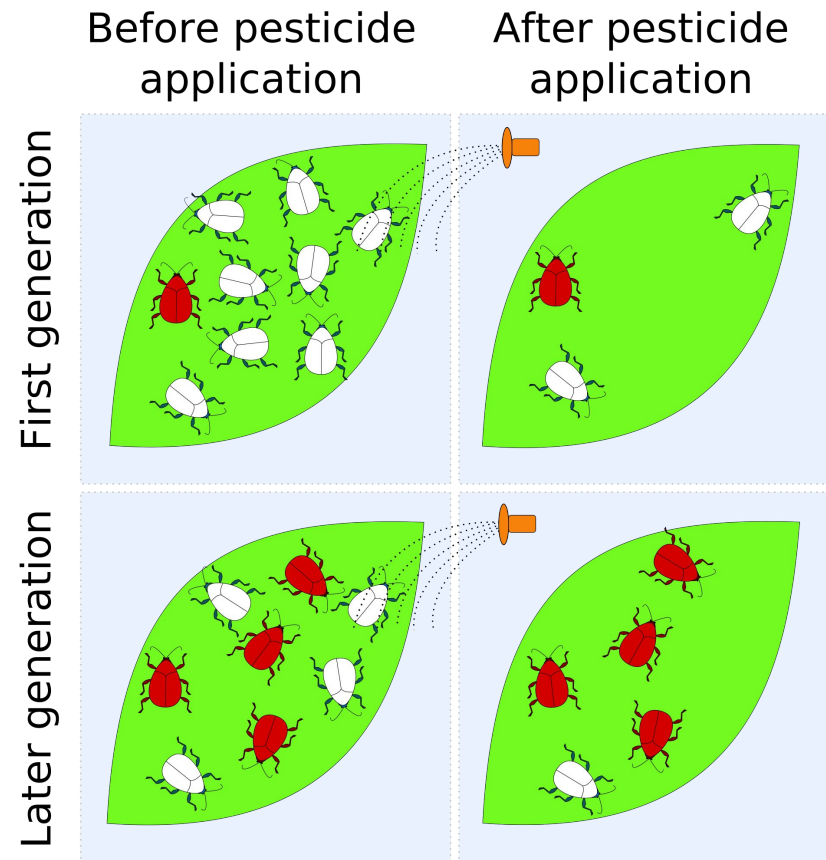 Before pesticide
application
After pesticide
application
First generation
Later generation